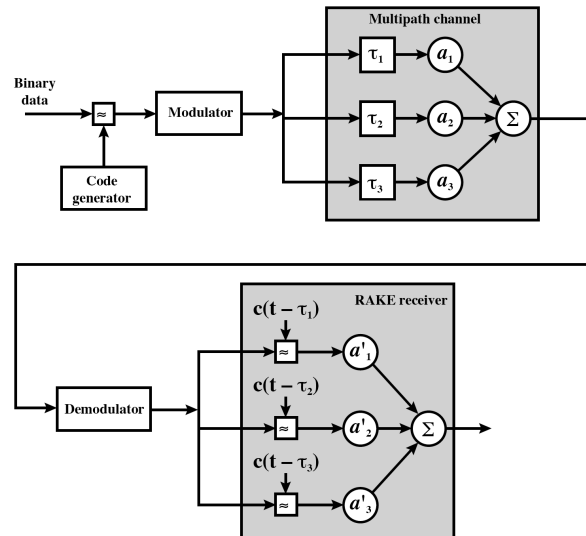 Multipath channel
τ1
a1
Binary
data
≈
Modulator
τ2
a2
Σ
Code
generator
τ3
a3
RAKE receiver
c(t – τ1)
≈
a'1
c(t – τ2)
Demodulator
≈
a'2
Σ
c(t – τ3)
≈
a'3